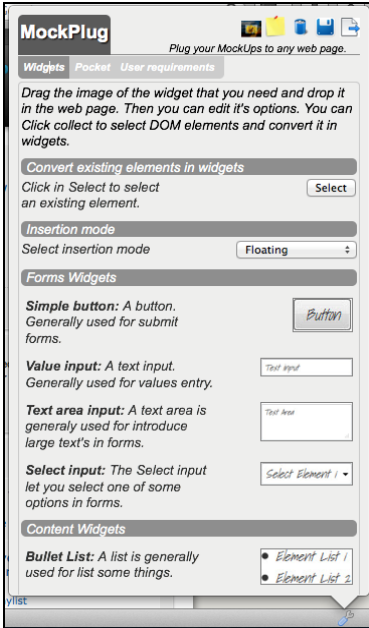 MockPlug
Plug your MockUps to any web page.
Widgets Pocket User requirements
Drag the image of the widget that you need and drop it
in the web page. Then you can edit it's options. You can
Click collect to select DOM elements and convert it in
widgets.
Convert existing elements in widgets
Click in Select to select
an existing element.
Select
Insertion mode
Select insertion mode
Floating
Forms Widgets
Simple button: A button.
Generally used for submit
forms.
Button
Value input: A text input.
Generally used for values entry.
Text input
Text area input: A text area is
generaly used for introduce
large text's in forms.
Text Area
Select input: The Select input
let you select one of some
options in forms.
Select Element 1
Content Widgets
Bullet List: A list is generally
used for list some things.
Element List 1
Element List 2
ylist